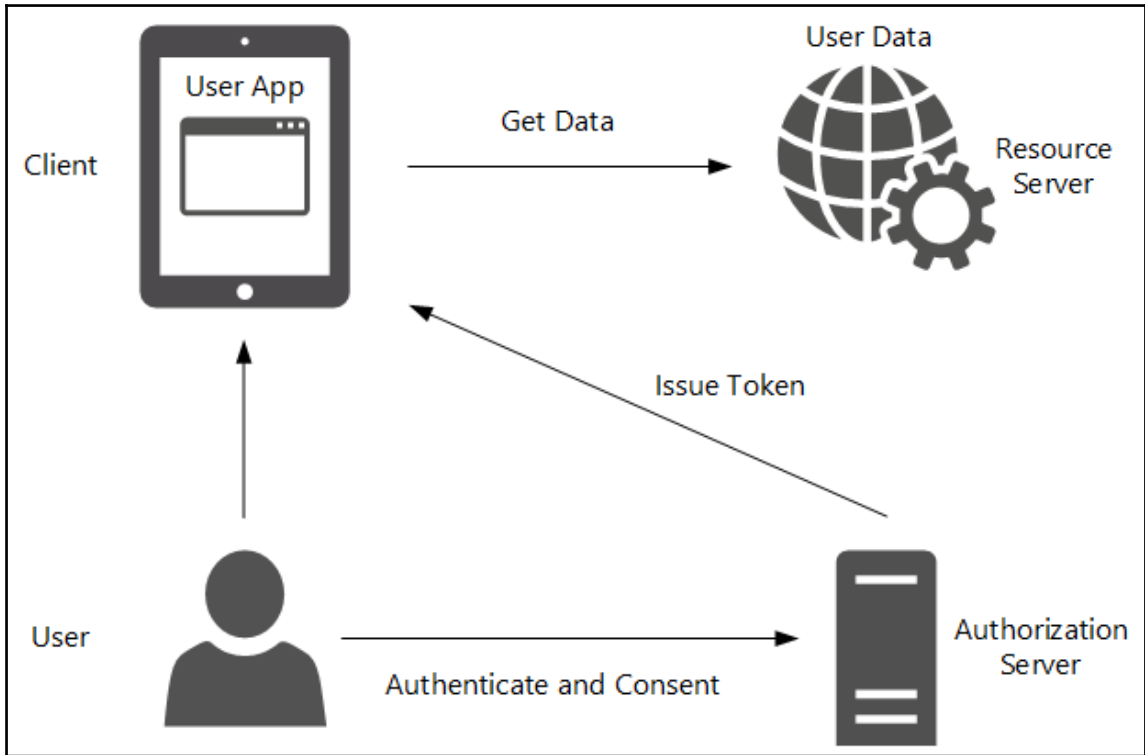 User App
Client
Get Data
User Data
Resource
Server
Issue Token
User
Authenticate and Consent
Authorization
Server